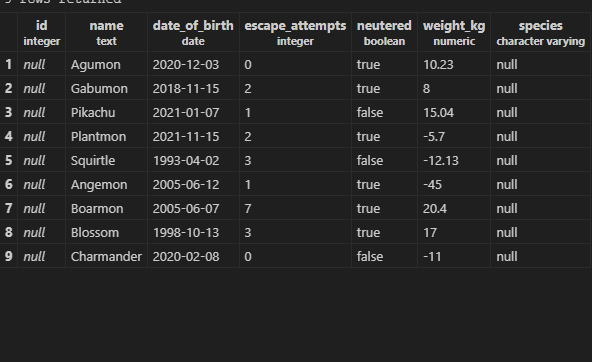 9 rows returned
id name date_of_birth escape_attempts neutered weight_kg species
integer text date integer boolean numeric character varying
1 null Agumon 2020-12-03 0 true 10.23 null
2 null Gabumon 2018-11-15 2 true 8 null
3 null Pikachu 2021-01-07 1 false 15.04 null
4 null Plantmon 2021-11-15 2 true -5.7 null
5 null Squirtle 1993-04-02 3 false -12.13 null
6 null Angemon 2005-06-12 1 true -45 null
7 null Boarmon 2005-06-07 7 true 20.4 null
8 null Blossom 1998-10-13 3 true 17 null
9 null Charmander 2020-02-08 0 false -11 null